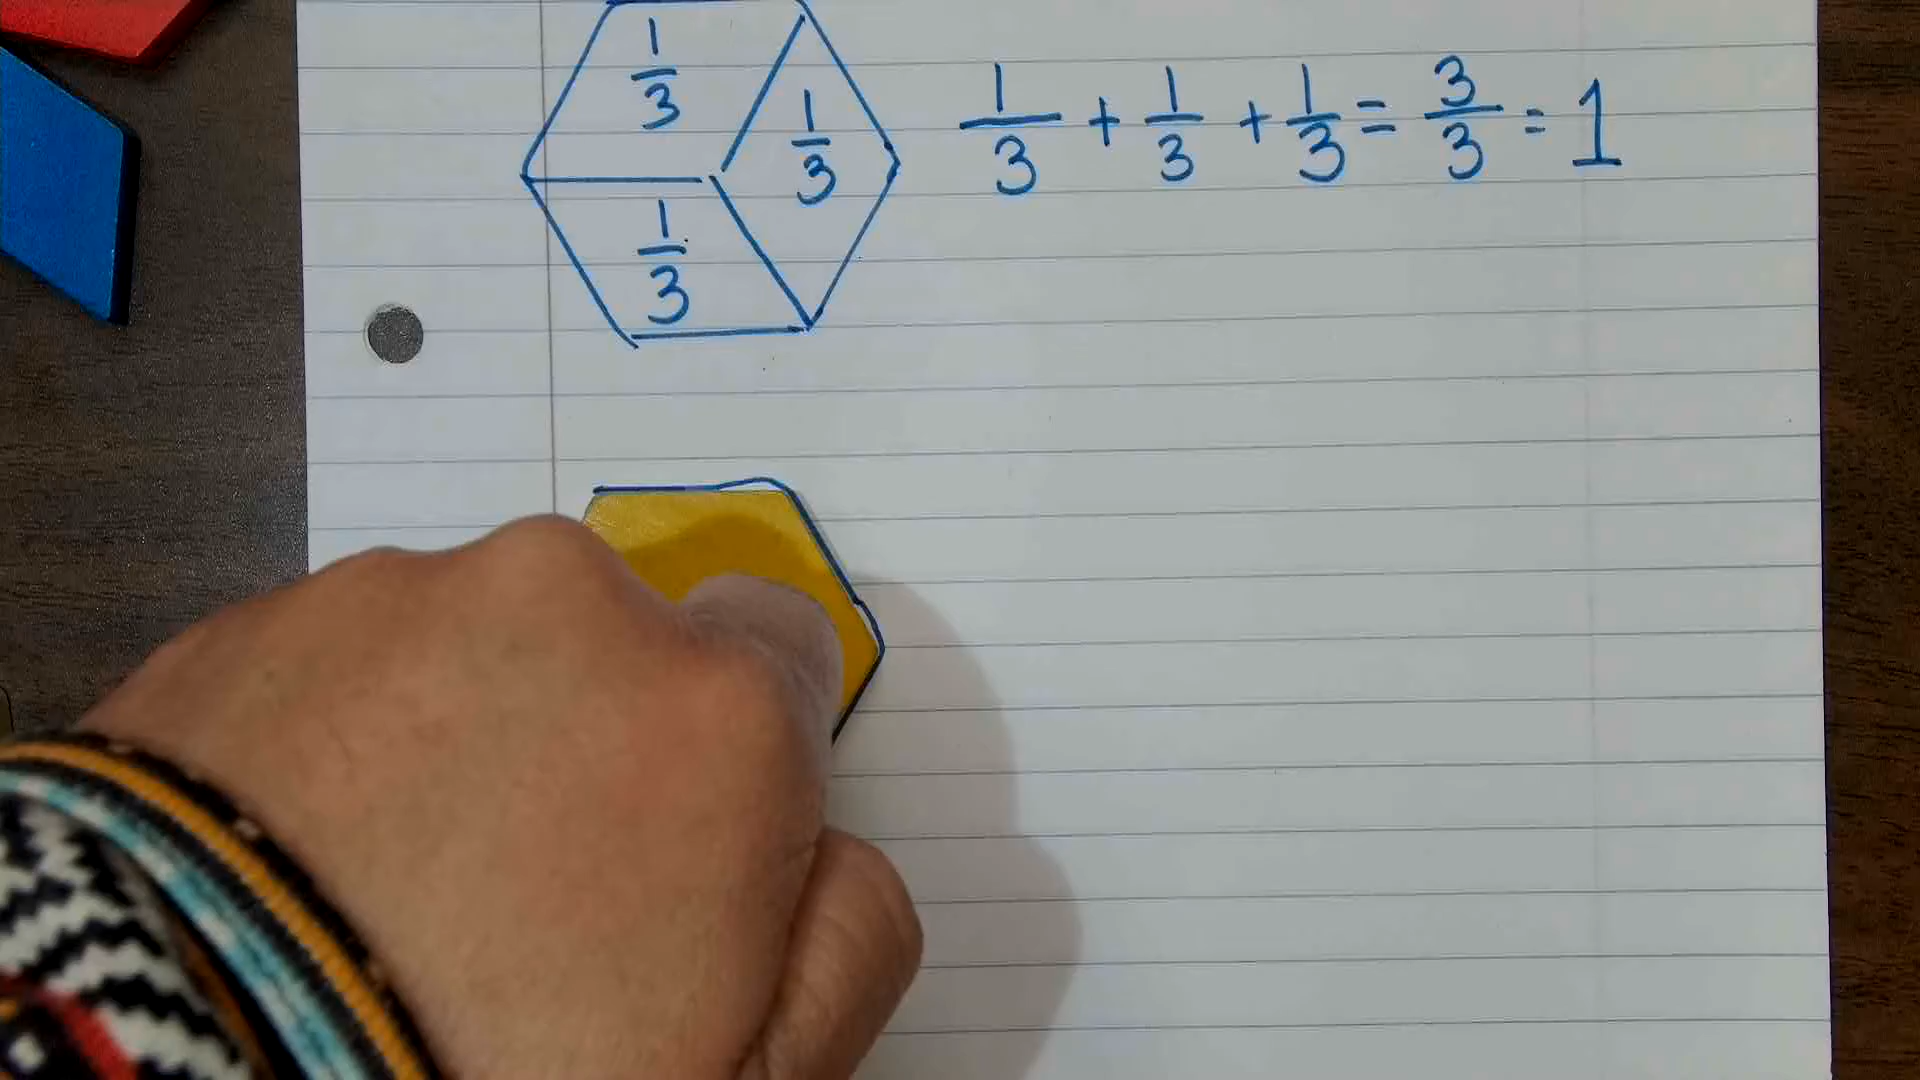 1/3
1/3
1/3
1/3 + 1/3 + 1/3 = 3/3 = 1